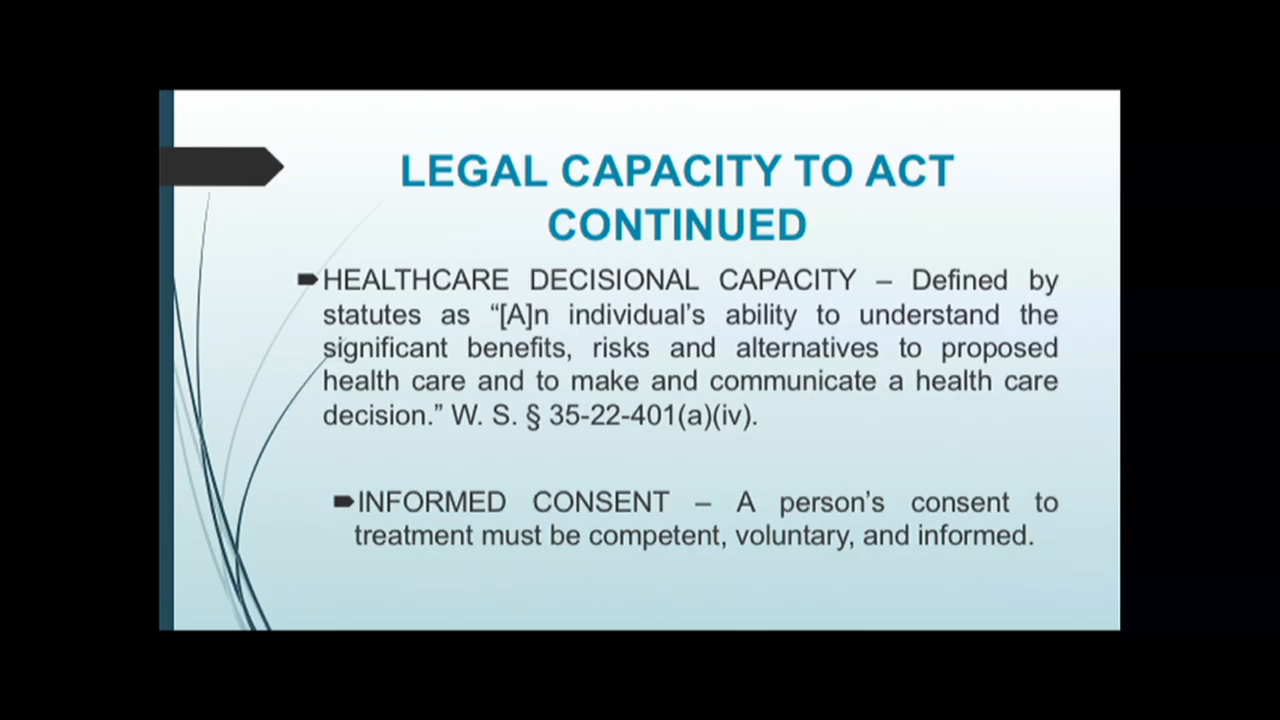 LEGAL CAPACITY TO ACT
CONTINUED
HEALTHCARE DECISIONAL CAPACITY – Defined by
statutes as “[A]n individual’s ability to understand the
significant benefits, risks and alternatives to proposed
health care and to make and communicate a health care
decision.” W. S. § 35-22-401(a)(iv).
INFORMED CONSENT – A person’s consent to
treatment must be competent, voluntary, and informed.